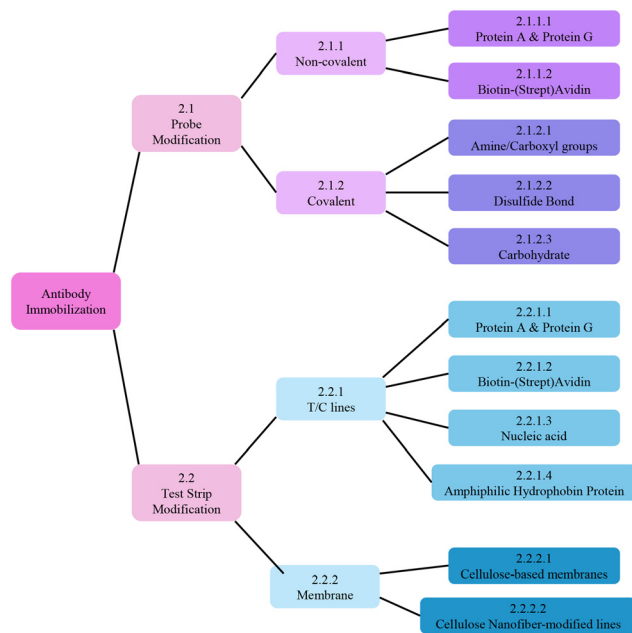 Antibody
Immobilization
2.1
Probe
Modification
2.1.1
Non-covalent
2.1.1.1
Protein A & Protein G
2.1.1.2
Biotin-(Strept)Avidin
2.1.2
Covalent
2.1.2.1
Amine/Carboxyl groups
2.1.2.2
Disulfide Bond
2.1.2.3
Carbohydrate
2.2
Test Strip
Modification
2.2.1
T/C lines
2.2.1.1
Protein A & Protein G
2.2.1.2
Biotin-(Strept)Avidin
2.2.1.3
Nucleic acid
2.2.1.4
Amphiphilic Hydrophobin Protein
2.2.2
Membrane
2.2.2.1
Cellulose-based membranes
2.2.2.2
Cellulose Nanofiber-modified lines